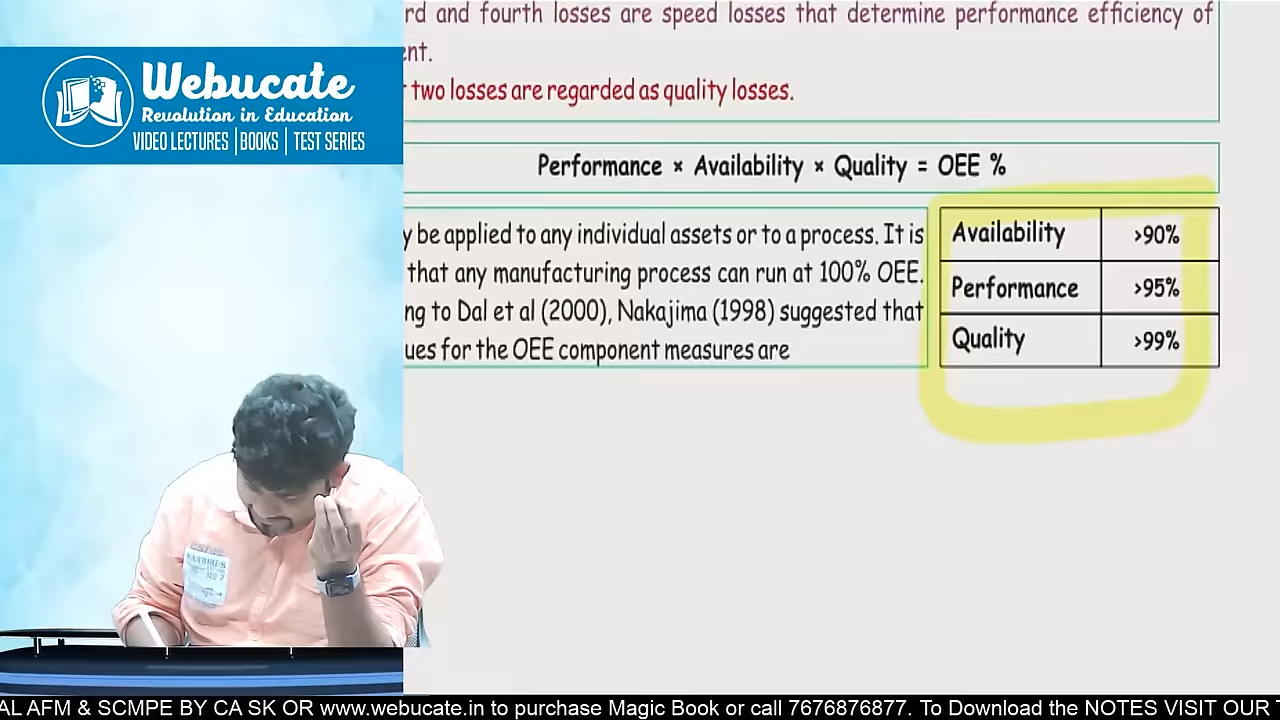 Webucate
Revolution in Education
VIDEO LECTURES | BOOKS | TEST SERIES
rd and fourth losses are speed losses that determine performance efficiency of
ent.
two losses are regarded as quality losses.
Performance × Availability × Quality = OEE %
y be applied to any individual assets or to a process. It is
that any manufacturing process can run at 100% OEE.
ng to Dal et al (2000), Nakajima (1998) suggested that
ues for the OEE component measures are
Availability >90%
Performance >95%
Quality >99%
AL AFM & SCMPE BY CA SK OR www.webucate.in to purchase Magic Book or call 7676876877. To Download the NOTES VISIT OUR